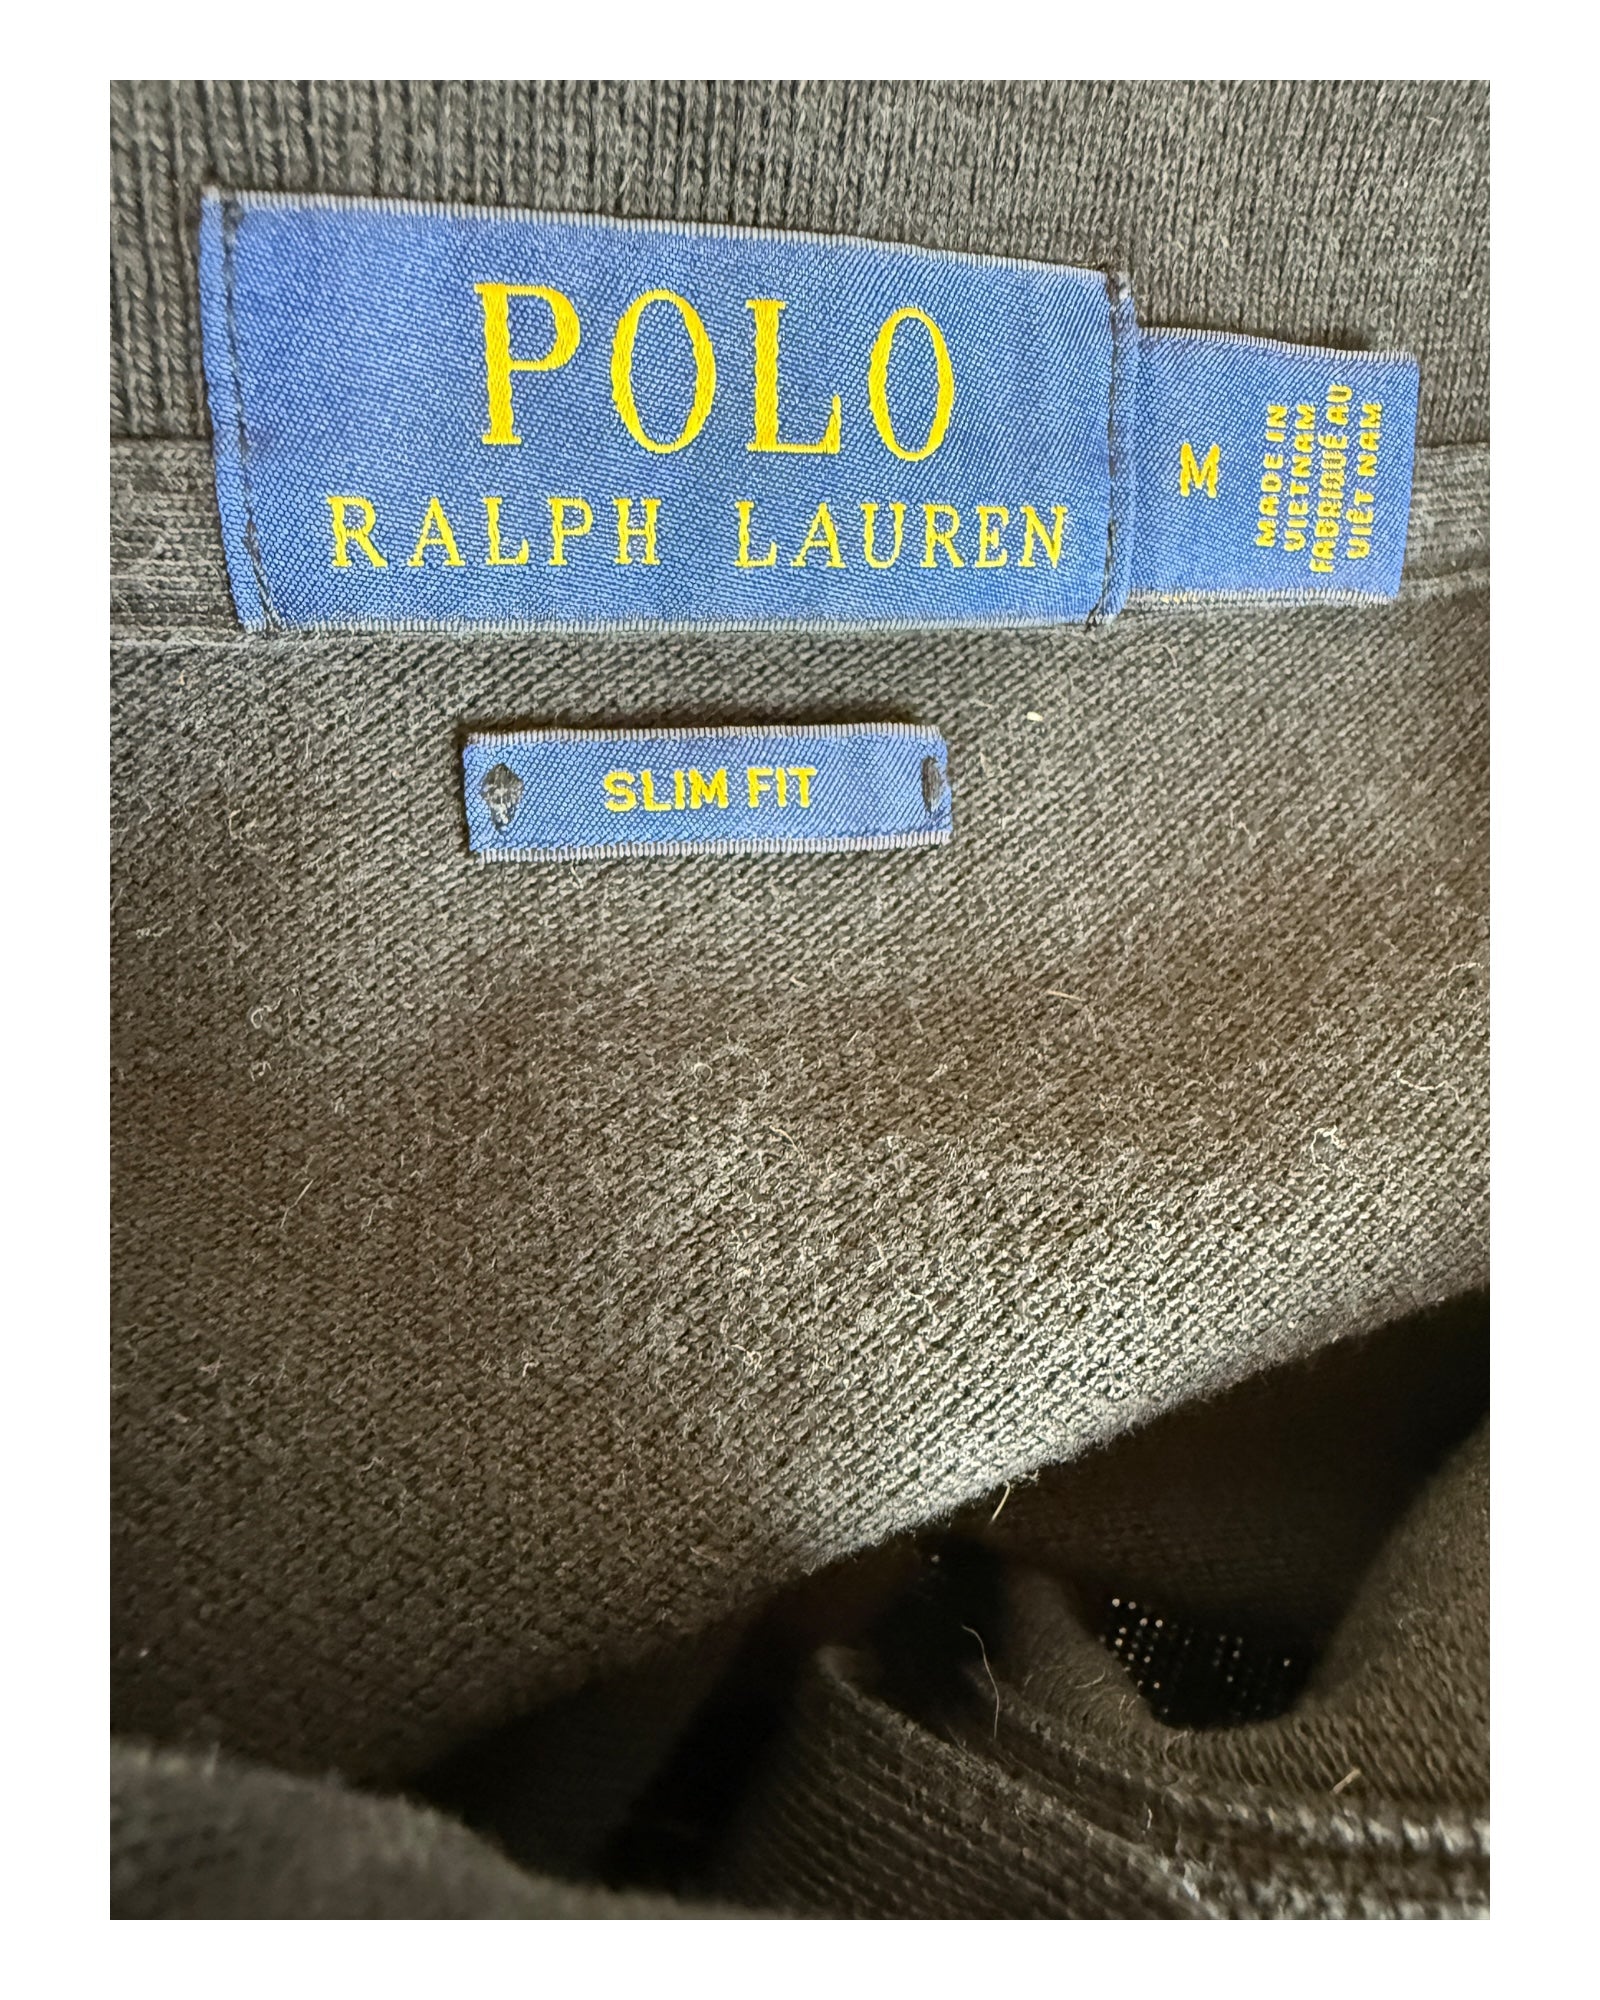 POLO
RALPH LAUREN
M
MADE IN
VIETNAM
FABRIQUÉ AU
VIÊT NAM
SLIM FIT